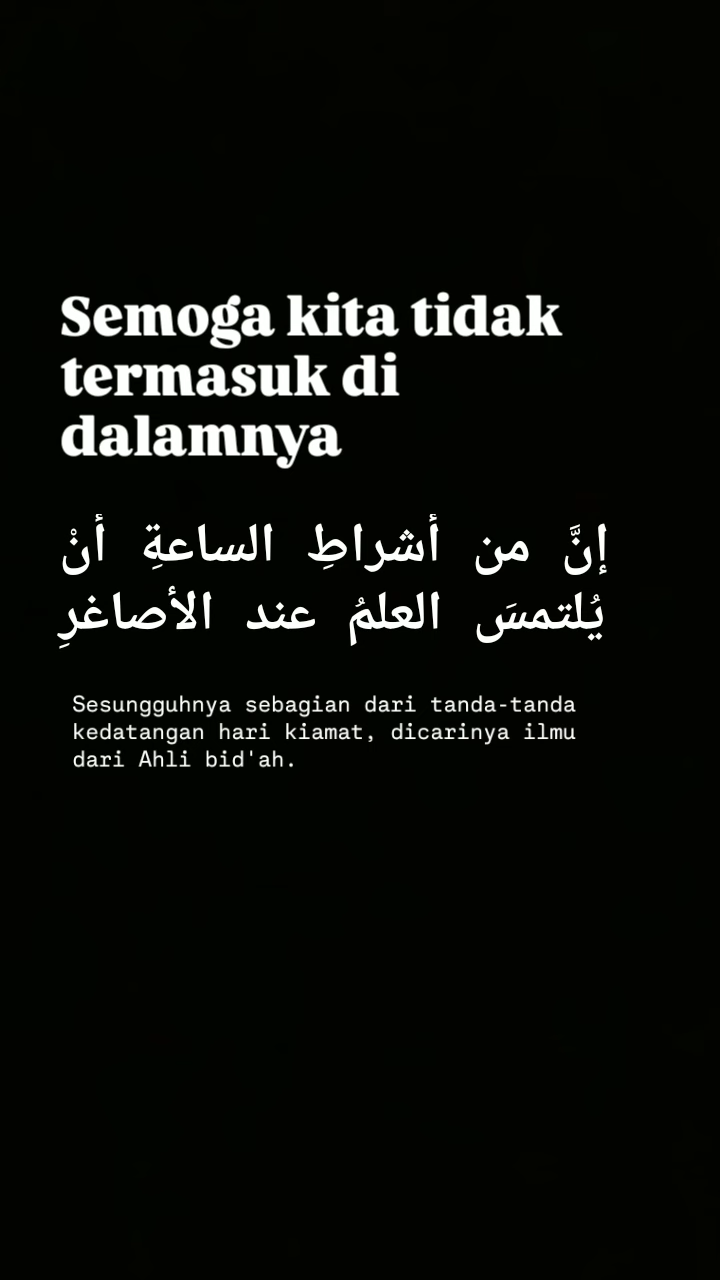 Semoga kita tidak
termasuk di
dalamnya
إنَّ من أشراطِ الساعةِ أنْ
يُلتمسَ العلمُ عند الأصاغرِ
Sesungguhnya sebagian dari tanda-tanda
kedatangan hari kiamat, dicarinya ilmu
dari Ahli bid'ah.